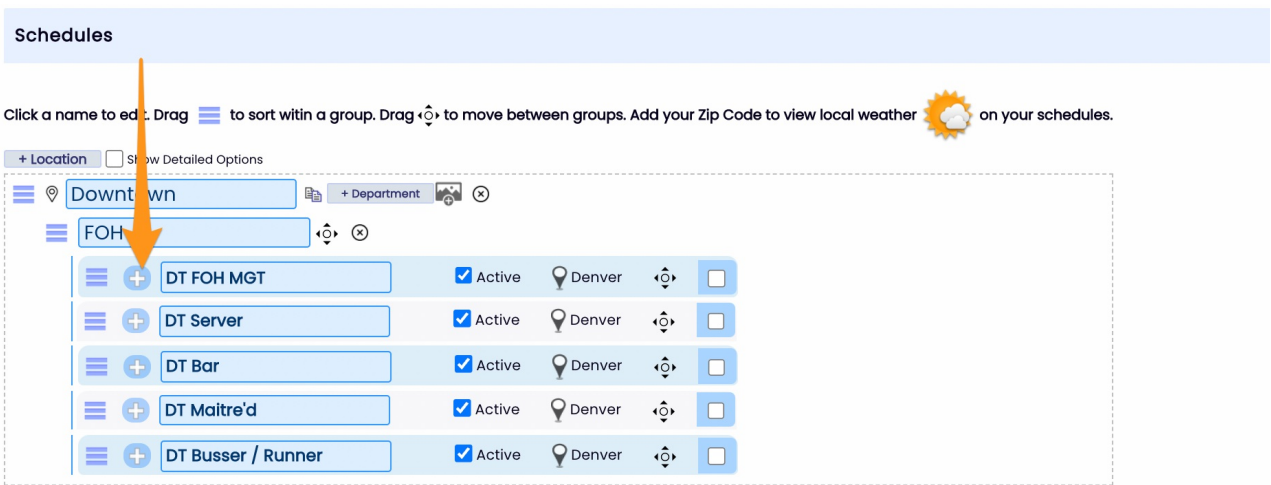 Schedules
Click a name to edit. Drag to sort witin a group. Drag to move between groups. Add your Zip Code to view local weather on your schedules.
+ Location Show Detailed Options
Downtown + Department
FOH
DT FOH MGT Active Denver
DT Server Active Denver
DT Bar Active Denver
DT Maitre'd Active Denver
DT Busser / Runner Active Denver